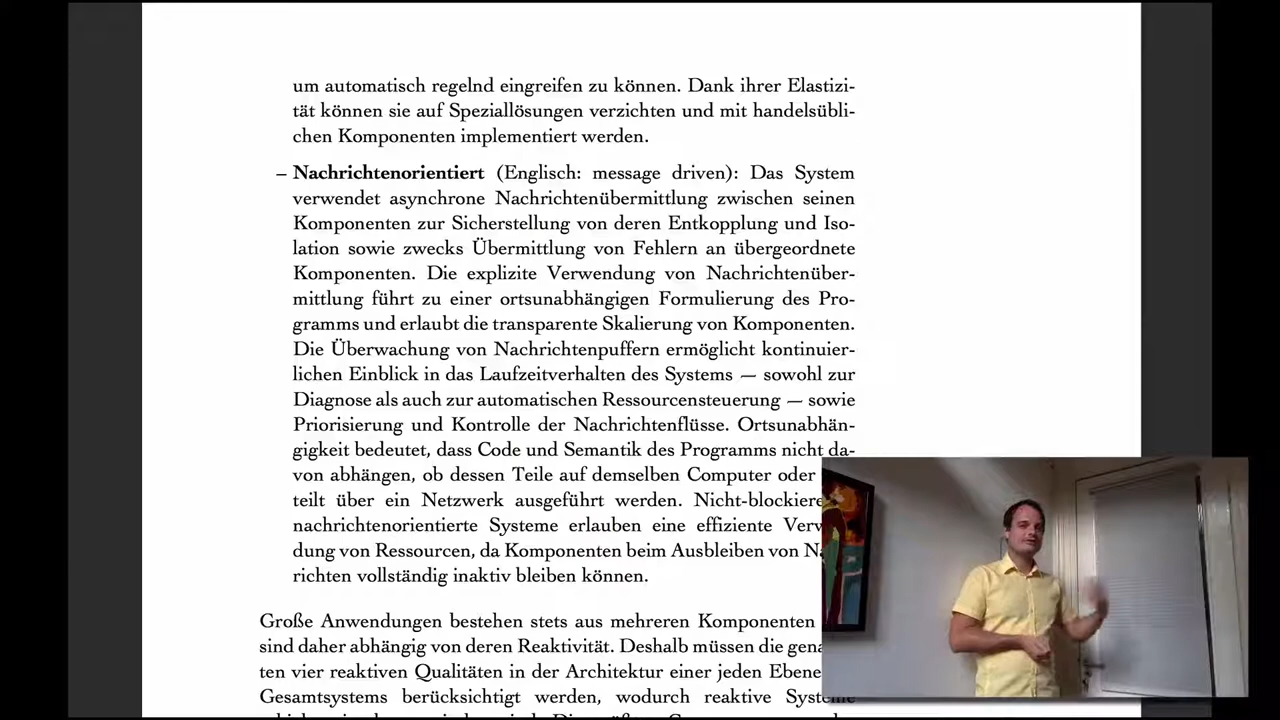 um automatisch regelnd eingreifen zu können. Dank ihrer Elastizi-
tät können sie auf Speziallösungen verzichten und mit handelsübli-
chen Komponenten implementiert werden.
– Nachrichtenorientiert (Englisch: message driven): Das System
verwendet asynchrone Nachrichtenübermittlung zwischen seinen
Komponenten zur Sicherstellung von deren Entkopplung und Iso-
lation sowie zwecks Übermittlung von Fehlern an übergeordnete
Komponenten. Die explizite Verwendung von Nachrichtenüber-
mittlung führt zu einer ortsunabhängigen Formulierung des Pro-
gramms und erlaubt die transparente Skalierung von Komponenten.
Die Überwachung von Nachrichtenpuffern ermöglicht kontinuier-
lichen Einblick in das Laufzeitverhalten des Systems — sowohl zur
Diagnose als auch zur automatischen Ressourcensteuerung — sowie
Priorisierung und Kontrolle der Nachrichtenflüsse. Ortsunabhän-
gigkeit bedeutet, dass Code und Semantik des Programms nicht da-
von abhängen, ob dessen Teile auf demselben Computer oder
teilt über ein Netzwerk ausgeführt werden.
nachrichtenorientierte Systeme erlauben eine effiziente
dung von Ressourcen, da Komponenten beim Ausbleiben von
richten vollständig inaktiv bleiben können.
Große Anwendungen bestehen stets aus mehreren Komponenten
sind daher abhängig von deren Reaktivität. Deshalb müssen die
ten vier reaktiven Qualitäten in der Architektur einer jeden Ebene
Gesamtsystems berücksichtigt werden, wodurch reaktive Systeme